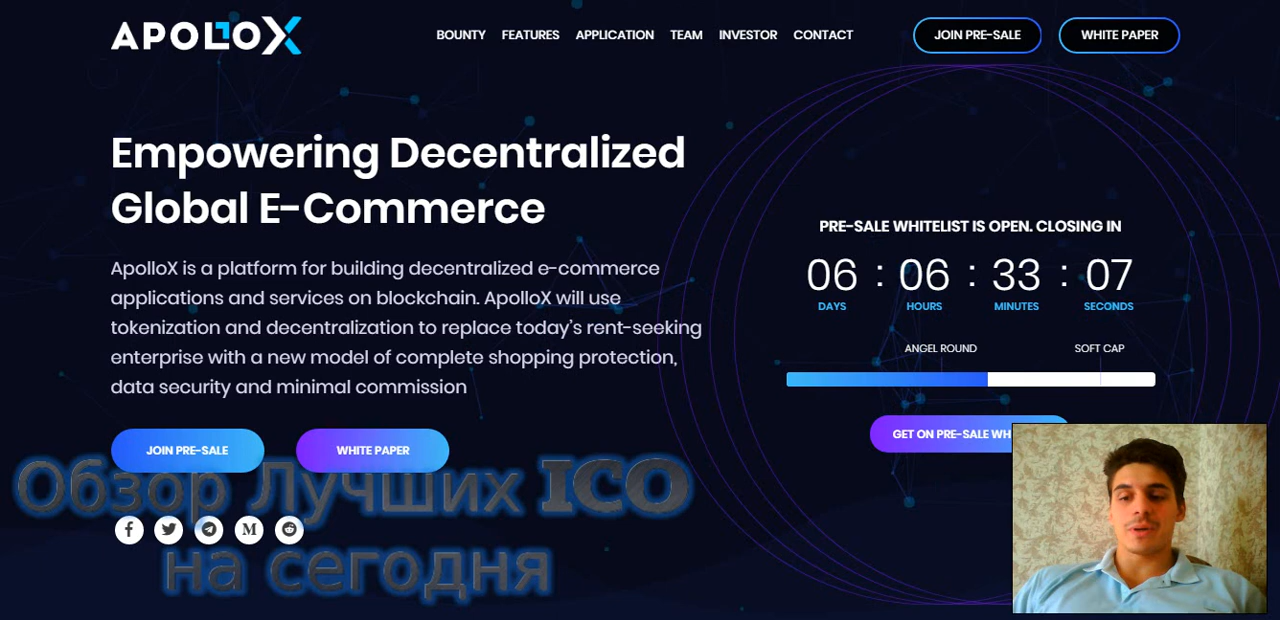 APOLLOX
BOUNTY FEATURES APPLICATION TEAM INVESTOR CONTACT
JOIN PRE-SALE WHITE PAPER
Empowering Decentralized
Global E-Commerce
ApolloX is a platform for building decentralized e-commerce
applications and services on blockchain. ApolloX will use
tokenization and decentralization to replace today's rent-seeking
enterprise with a new model of complete shopping protection,
data security and minimal commission
JOIN PRE-SALE WHITE PAPER
PRE-SALE WHITELIST IS OPEN. CLOSING IN
06 : 06 : 33 : 07
DAYS HOURS MINUTES SECONDS
ANGEL ROUND SOFT CAP
GET ON PRE-SALE
Обзор Лучших ICO
на сегодня